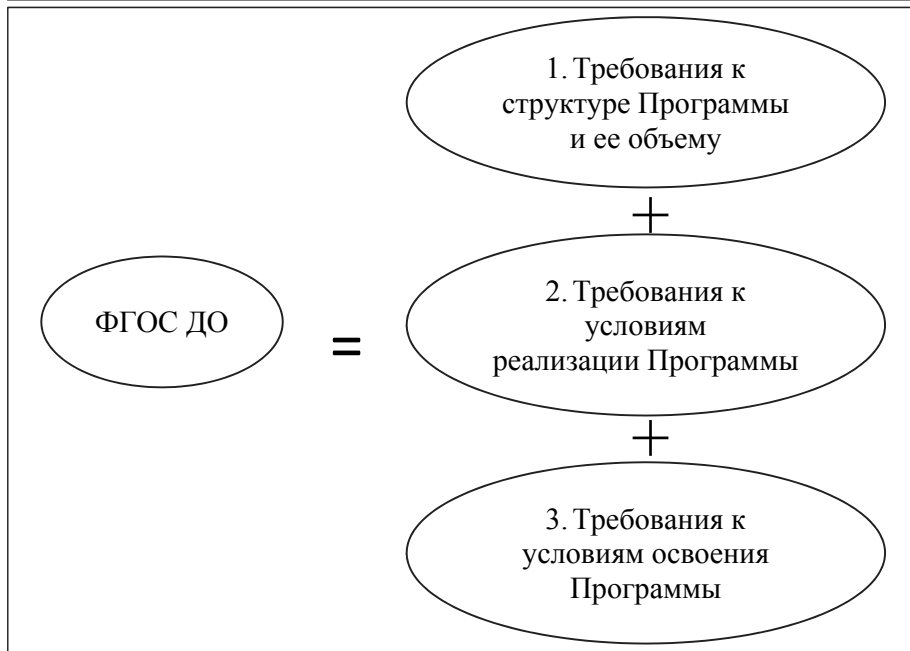 1. Требования к
структуре Программы
и ее объему
+
ФГОС ДО
=
2. Требования к
условиям
реализации Программы
+
3. Требования к
условиям освоения
Программы